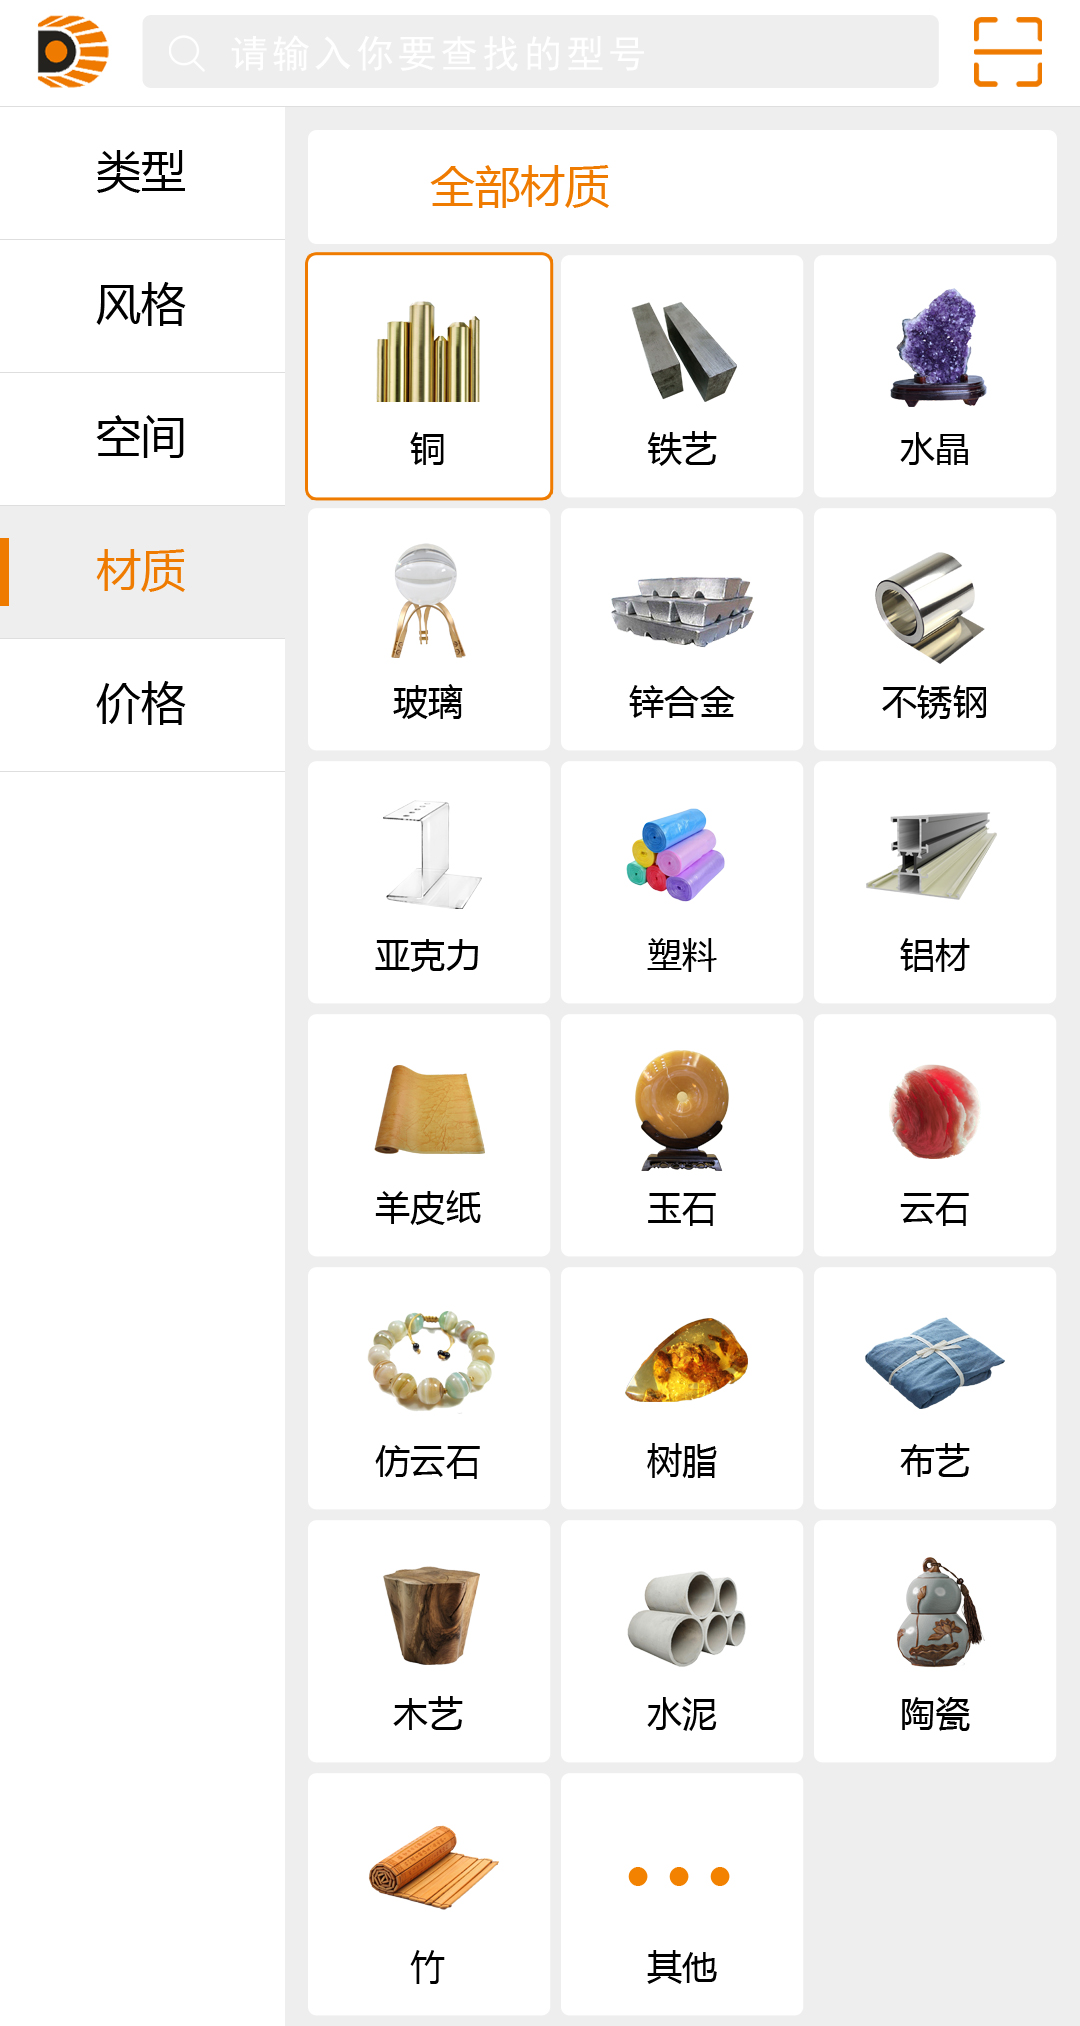 请输入你要查找的型号
类型
风格
空间
材质
价格
全部材质
铜
铁艺
水晶
玻璃
锌合金
不锈钢
亚克力
塑料
铝材
羊皮纸
玉石
云石
仿云石
树脂
布艺
木艺
水泥
陶瓷
竹
其他